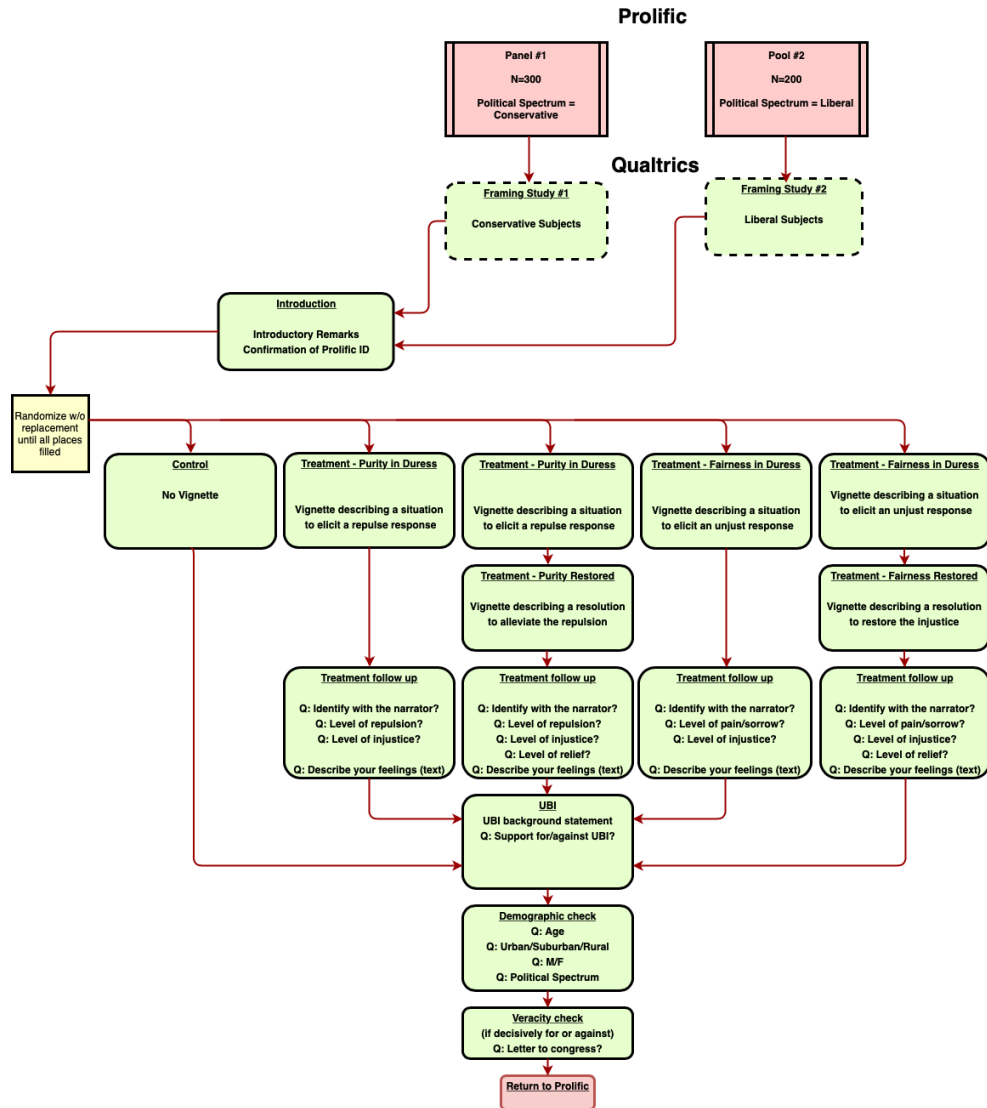 Prolific
Panel #1
N=300
Political Spectrum =
Conservative
Pool #2
N=200
Political Spectrum = Liberal
Qualtrics
Framing Study #1
Conservative Subjects
Framing Study #2
Liberal Subjects
Introduction
Introductory Remarks
Confirmation of Prolific ID
Randomize w/o
replacement
until all places
filled
Control
No Vignette
Treatment - Purity in Duress
Vignette describing a situation
to elicit a repulse response
Treatment - Purity in Duress
Vignette describing a situation
to elicit a repulse response
Treatment - Fairness in Duress
Vignette describing a situation
to elicit an unjust response
Treatment - Fairness in Duress
Vignette describing a situation
to elicit an unjust response
Treatment - Purity Restored
Vignette describing a resolution
to alleviate the repulsion
Treatment - Fairness Restored
Vignette describing a resolution
to restore the injustice
Treatment follow up
Q: Identify with the narrator?
Q: Level of repulsion?
Q: Level of injustice?
Q: Describe your feelings (text)
Treatment follow up
Q: Identify with the narrator?
Q: Level of repulsion?
Q: Level of injustice?
Q: Level of relief?
Q: Describe your feelings (text)
Treatment follow up
Q: Identify with the narrator?
Q: Level of pain/sorrow?
Q: Level of injustice?
Q: Describe your feelings (text)
Treatment follow up
Q: Identify with the narrator?
Q: Level of pain/sorrow?
Q: Level of injustice?
Q: Level of relief?
Q: Describe your feelings (text)
UBI
UBI background statement
Q: Support for/against UBI?
Demographic check
Q: Age
Q: Urban/Suburban/Rural
Q: M/F
Q: Political Spectrum
Veracity check
(if decisively for or against)
Q: Letter to congress?
Return to Prolific